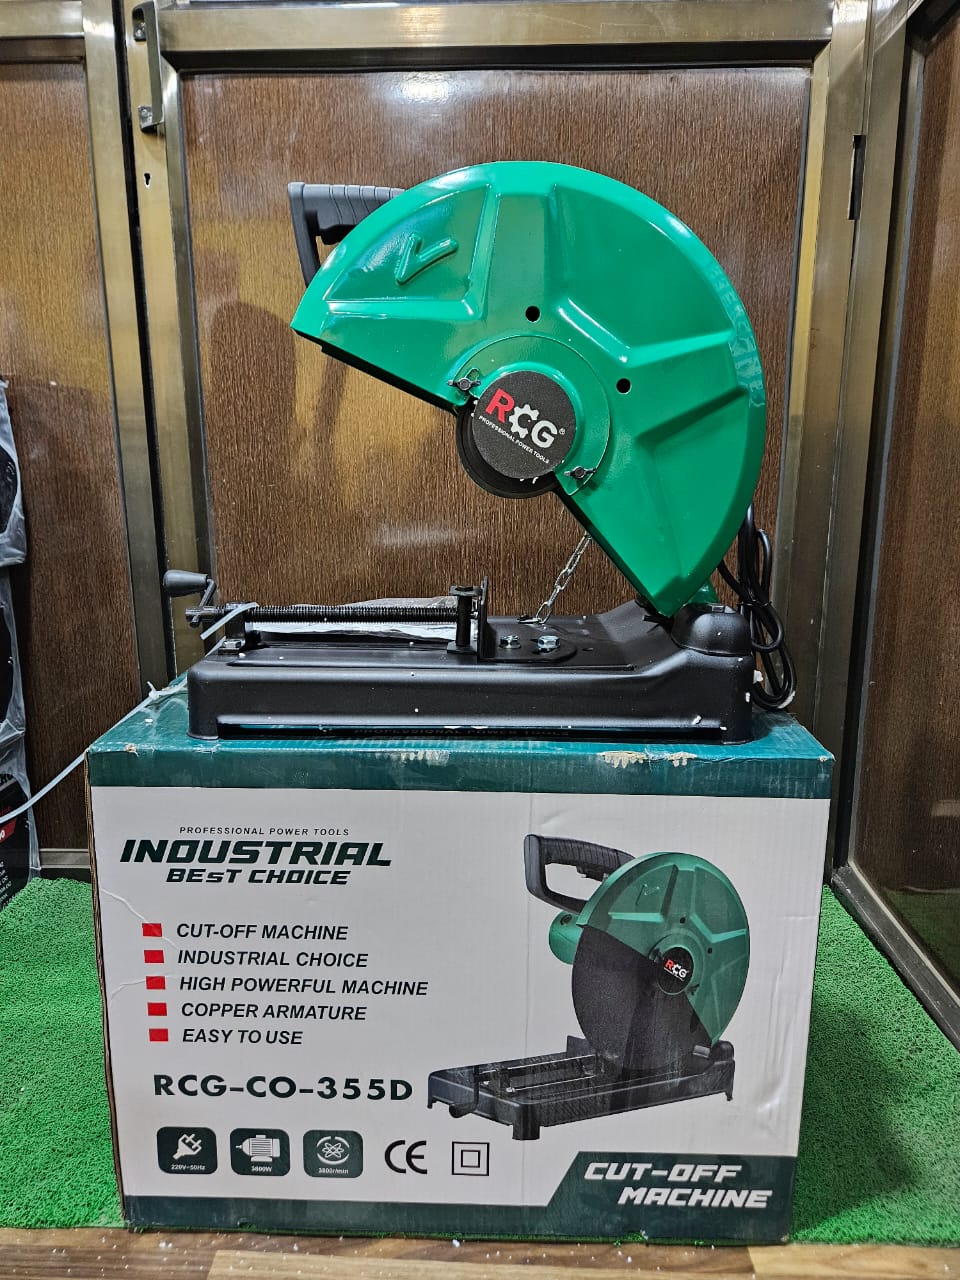 RCG®
PROFESSIONAL POWER TOOLS
PROFESSIONAL POWER TOOLS
PROFESSIONAL POWER TOOLS
INDUSTRIAL
BEsT CHOICE
CUT-OFF MACHINE
INDUSTRIAL CHOICE
HIGH POWERFUL MACHINE
COPPER ARMATURE
EASY TO USE
RCG-CO-355D
RCG
220V~50Hz
3600W
3800r/min
CE
CUT-OFF
MACHINE